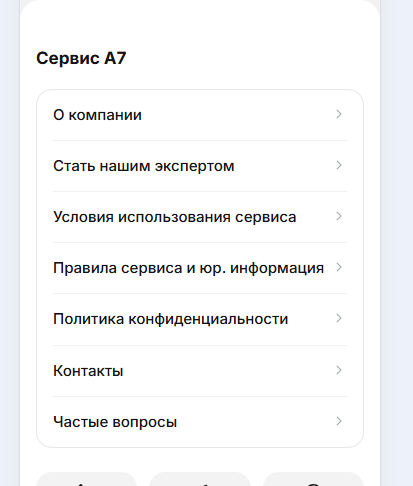 Сервис А7
О компании
Стать нашим экспертом
Условия использования сервиса
Правила сервиса и юр. информация
Политика конфиденциальности
Контакты
Частые вопросы